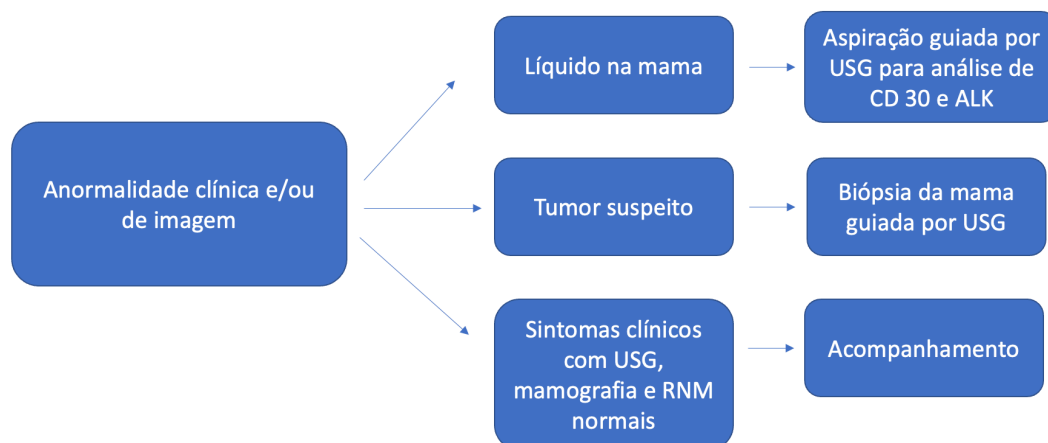 Anormalidade clínica e/ou
de imagem
Líquido na mama
Aspiração guiada por
USG para análise de
CD 30 e ALK
Tumor suspeito
Biópsia da mama
guiada por USG
Sintomas clínicos
com USG,
mamografia e RNM
normais
Acompanhamento